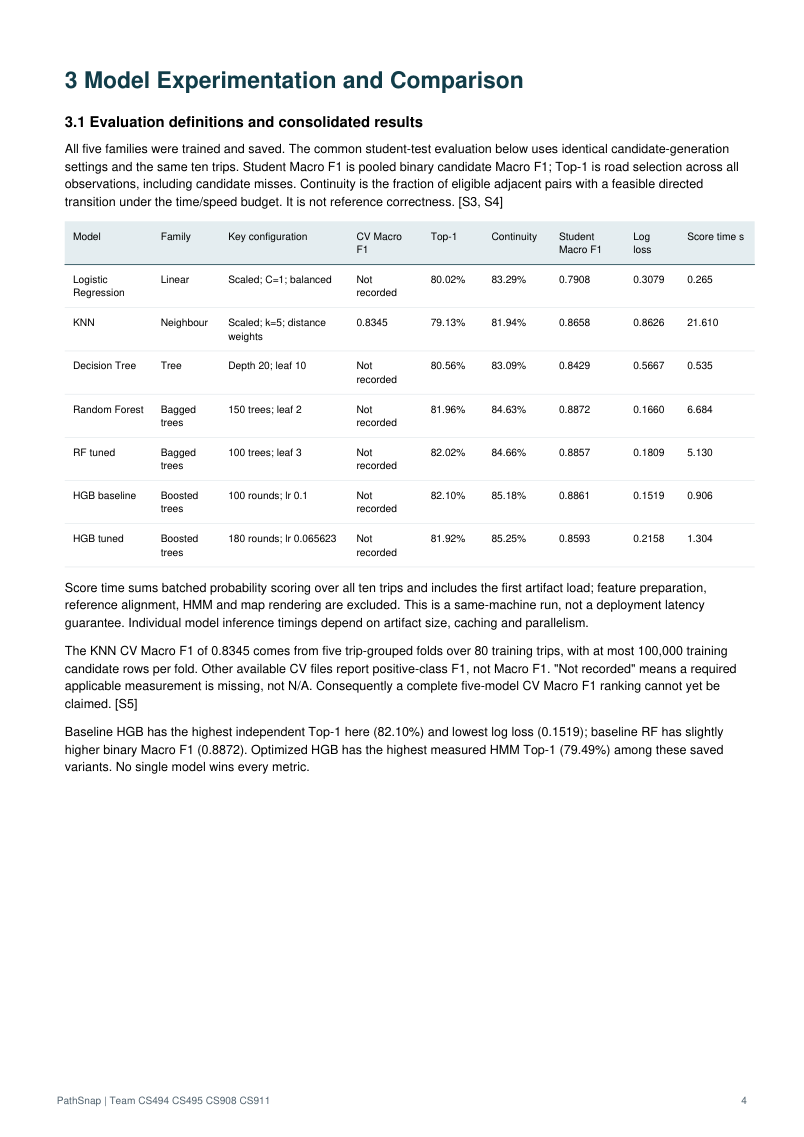 3 Model Experimentation and Comparison
3.1 Evaluation definitions and consolidated results
All five families were trained and saved. The common student-test evaluation below uses identical candidate-generation
settings and the same ten trips. Student Macro F1 is pooled binary candidate Macro F1; Top-1 is road selection across all
observations, including candidate misses. Continuity is the fraction of eligible adjacent pairs with a feasible directed
transition under the time/speed budget. It is not reference correctness. [S3, S4]
Model Family Key configuration CV Macro F1 Top-1 Continuity Student Macro F1 Log loss Score time s
Logistic Regression Linear Scaled; C=1; balanced Not recorded 80.02% 83.29% 0.7908 0.3079 0.265
KNN Neighbour Scaled; k=5; distance weights 0.8345 79.13% 81.94% 0.8658 0.8626 21.610
Decision Tree Tree Depth 20; leaf 10 Not recorded 80.56% 83.09% 0.8429 0.5667 0.535
Random Forest Bagged trees 150 trees; leaf 2 Not recorded 81.96% 84.63% 0.8872 0.1660 6.684
RF tuned Bagged trees 100 trees; leaf 3 Not recorded 82.02% 84.66% 0.8857 0.1809 5.130
HGB baseline Boosted trees 100 rounds; lr 0.1 Not recorded 82.10% 85.18% 0.8861 0.1519 0.906
HGB tuned Boosted trees 180 rounds; lr 0.065623 Not recorded 81.92% 85.25% 0.8593 0.2158 1.304
Score time sums batched probability scoring over all ten trips and includes the first artifact load; feature preparation,
reference alignment, HMM and map rendering are excluded. This is a same-machine run, not a deployment latency
guarantee. Individual model inference timings depend on artifact size, caching and parallelism.
The KNN CV Macro F1 of 0.8345 comes from five trip-grouped folds over 80 training trips, with at most 100,000 training
candidate rows per fold. Other available CV files report positive-class F1, not Macro F1. "Not recorded" means a required
applicable measurement is missing, not N/A. Consequently a complete five-model CV Macro F1 ranking cannot yet be
claimed. [S5]
Baseline HGB has the highest independent Top-1 here (82.10%) and lowest log loss (0.1519); baseline RF has slightly
higher binary Macro F1 (0.8872). Optimized HGB has the highest measured HMM Top-1 (79.49%) among these saved
variants. No single model wins every metric.
PathSnap | Team CS494 CS495 CS908 CS911
4